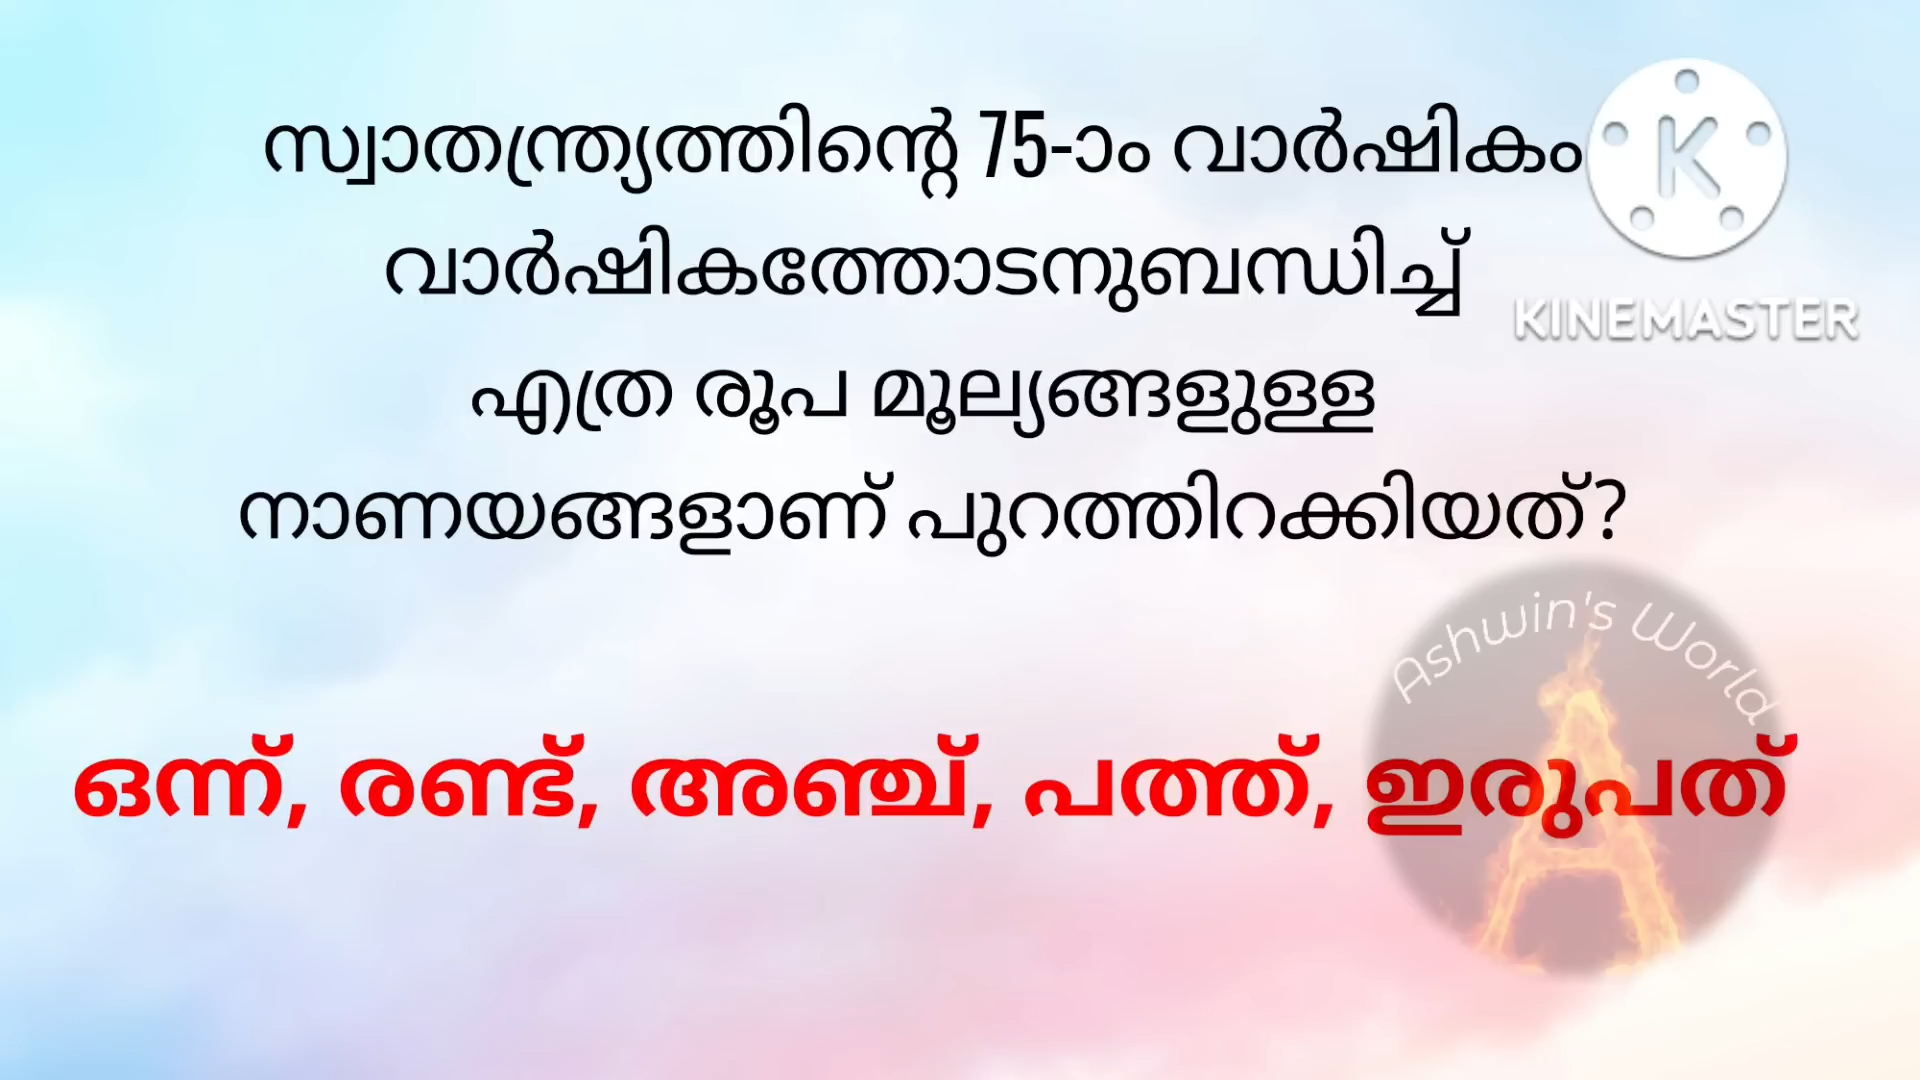 സ്വാതന്ത്ര്യത്തിന്റെ 75-ാം വാർഷികം
വാർഷികത്തോടനുബന്ധിച്ച്
എത്ര രൂപ മൂല്യങ്ങളുള്ള
നാണയങ്ങളാണ് പുറത്തിറക്കിയത്?
ഒന്ന്, രണ്ട്, അഞ്ച്, പത്ത്, ഇരുപത്
K
KINEMASTER
Ashwin's World